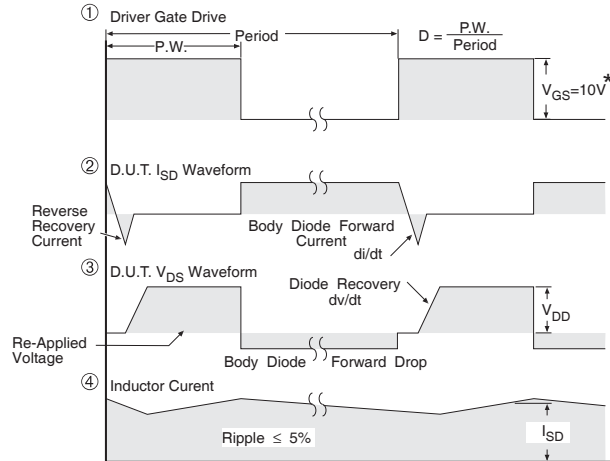 ① Driver Gate Drive
Period
P.W.
D = P.W. / Period
V_GS=10V*
② D.U.T. I_SD Waveform
Reverse
Recovery
Current
Body Diode Forward
Current
di/dt
③ D.U.T. V_DS Waveform
Diode Recovery
dv/dt
V_DD
Re-Applied
Voltage
Body Diode Forward Drop
④ Inductor Curent
Ripple ≤ 5%
I_SD